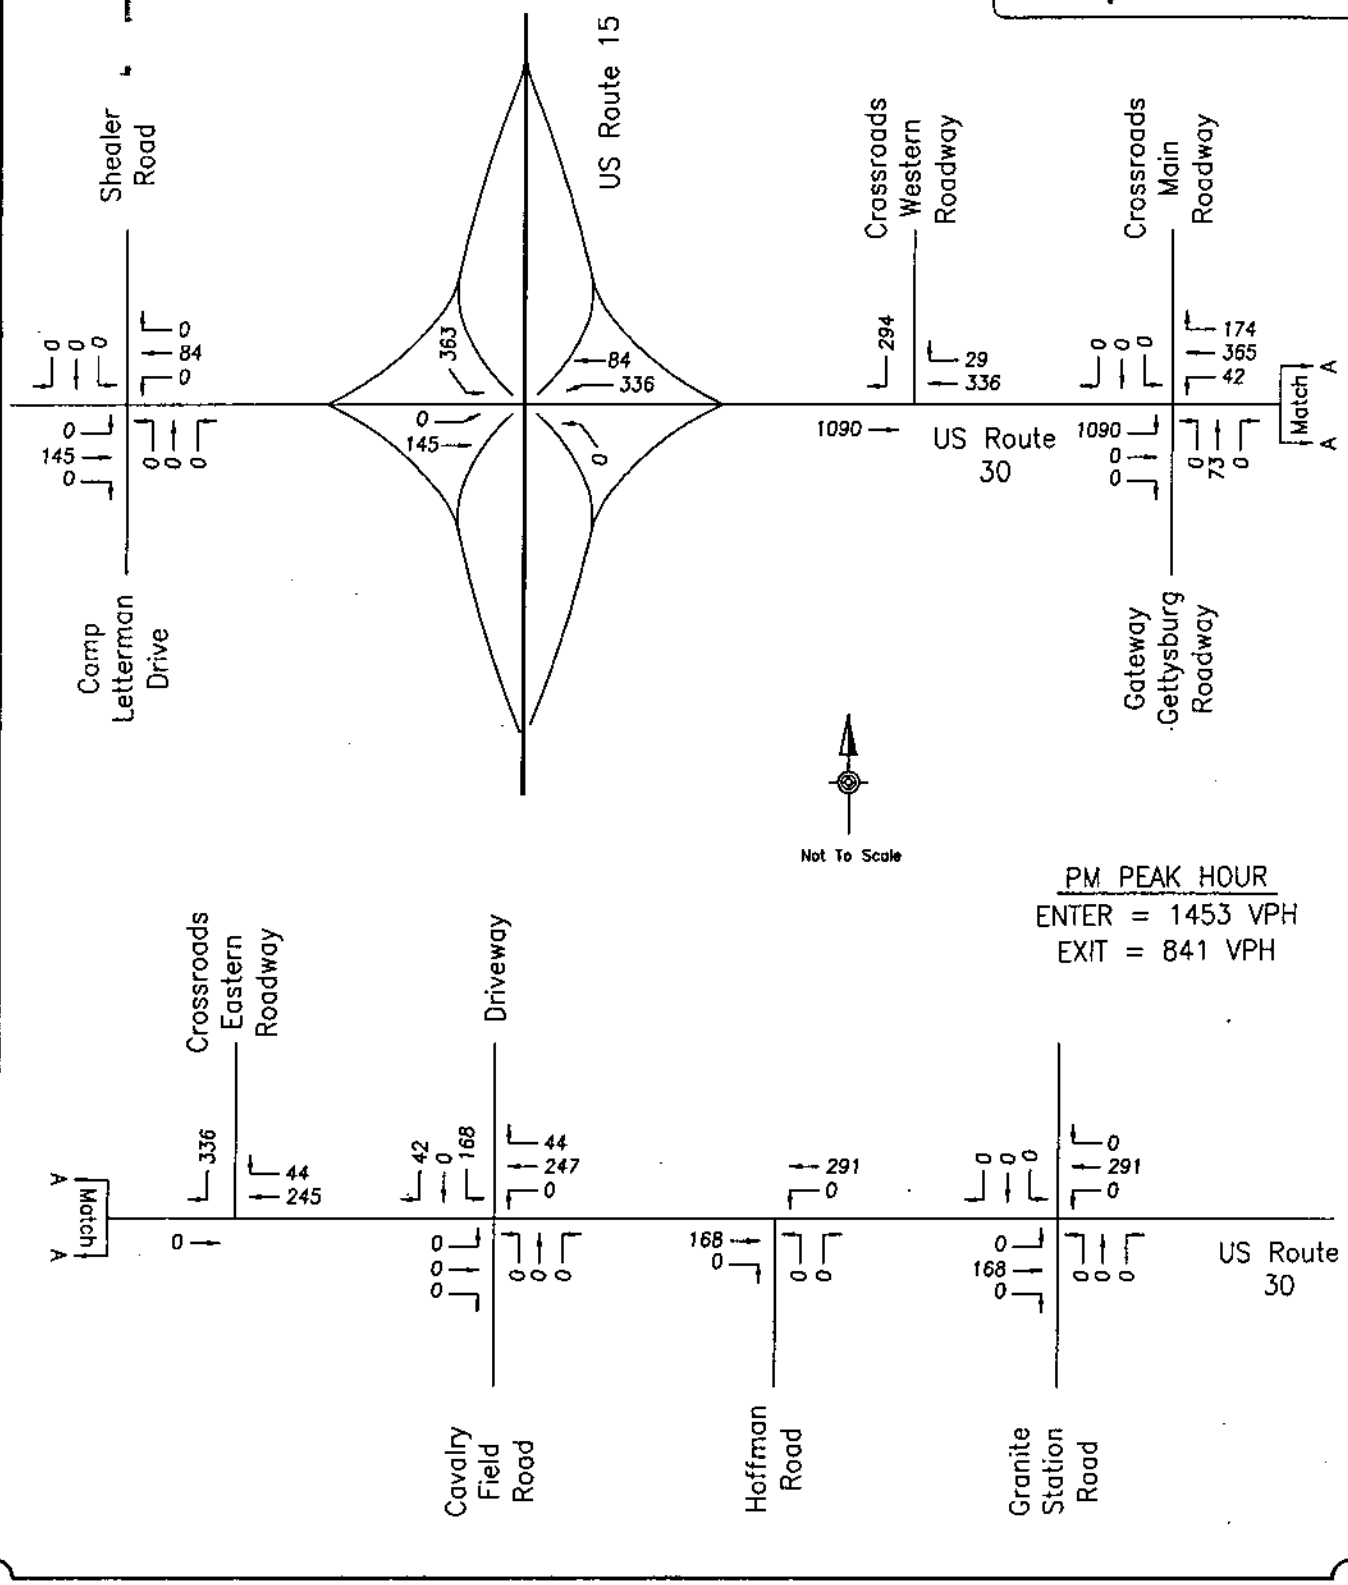 Shealer
Road
0
0
0
0
84
0
0
145
0
0
0
0
Camp
Letterman
Drive
US Route 15
363
84
336
0
145
0
Crossroads
Western
Roadway
294
29
336
1090
US Route
30
Crossroads
Main
Roadway
0
0
0
174
365
42
1090
0
0
0
73
0
Match
A
A
Gateway
Gettysburg
Roadway
Not To Scale
PM PEAK HOUR
ENTER = 1453 VPH
EXIT = 841 VPH
Crossroads
Eastern
Roadway
336
44
245
0
A
Match
A
Driveway
42
0
168
44
247
0
0
0
0
0
0
0
Cavalry
Field
Road
291
0
168
0
0
0
Hoffman
Road
0
0
0
0
291
0
0
168
0
0
0
0
Granite
Station
Road
US Route
30